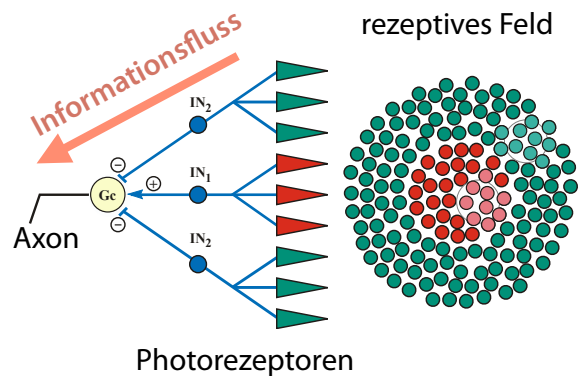 rezeptives Feld
Informationsfluss
IN2
−
+
IN1
Gc
−
Axon
IN2
Photorezeptoren